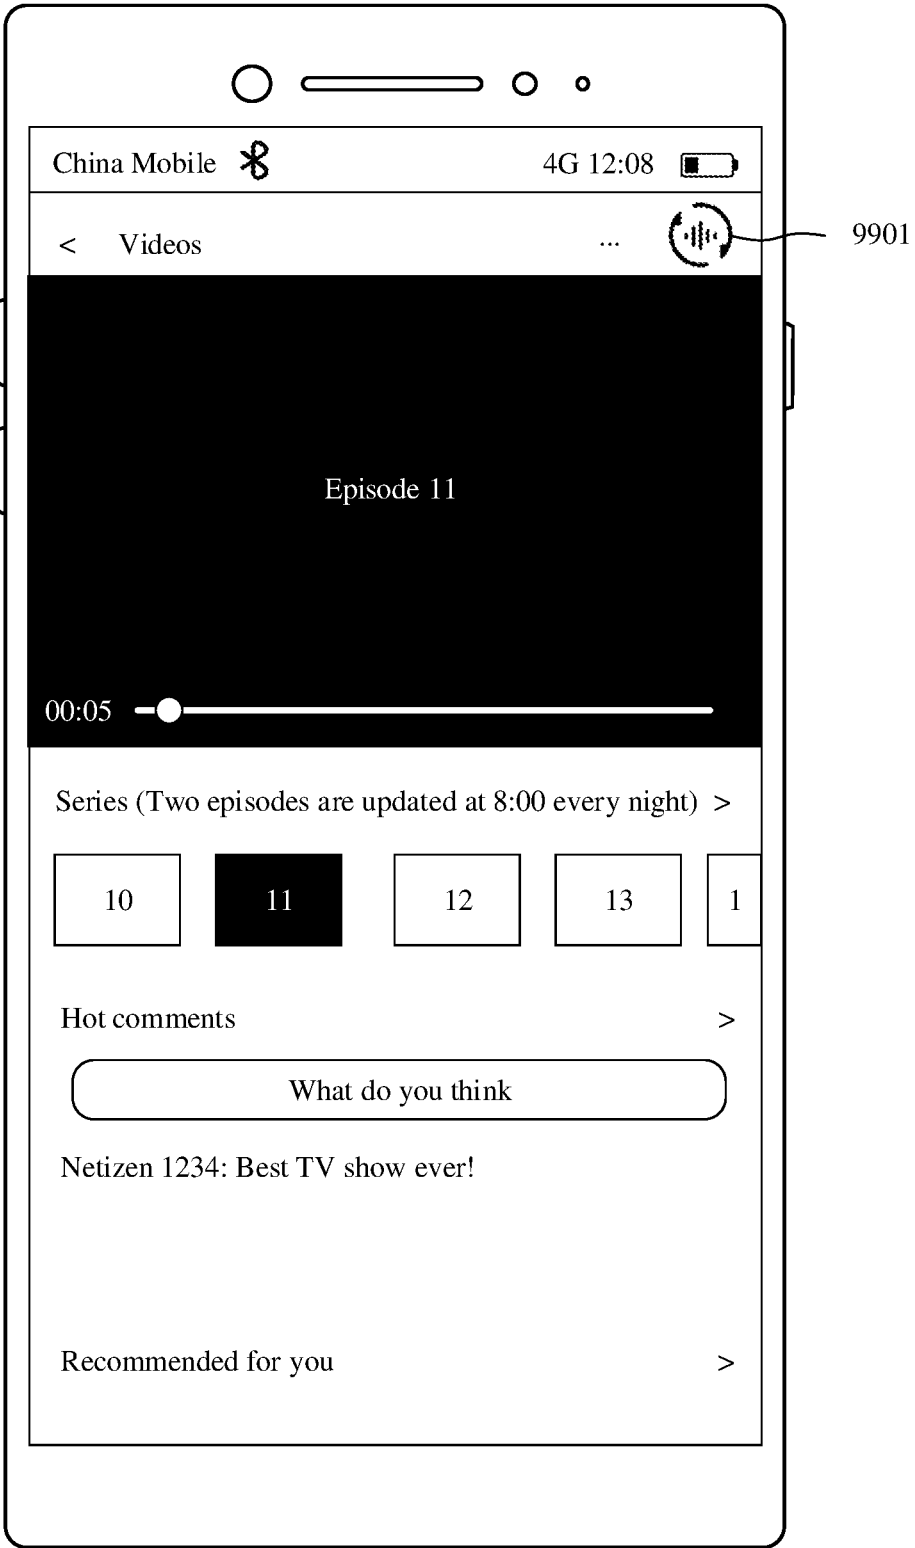 China Mobile 4G 12:08
< Videos ... 9901
Episode 11
00:05
Series (Two episodes are updated at 8:00 every night) >
10 11 12 13 1
Hot comments >
What do you think
Netizen 1234: Best TV show ever!
Recommended for you >